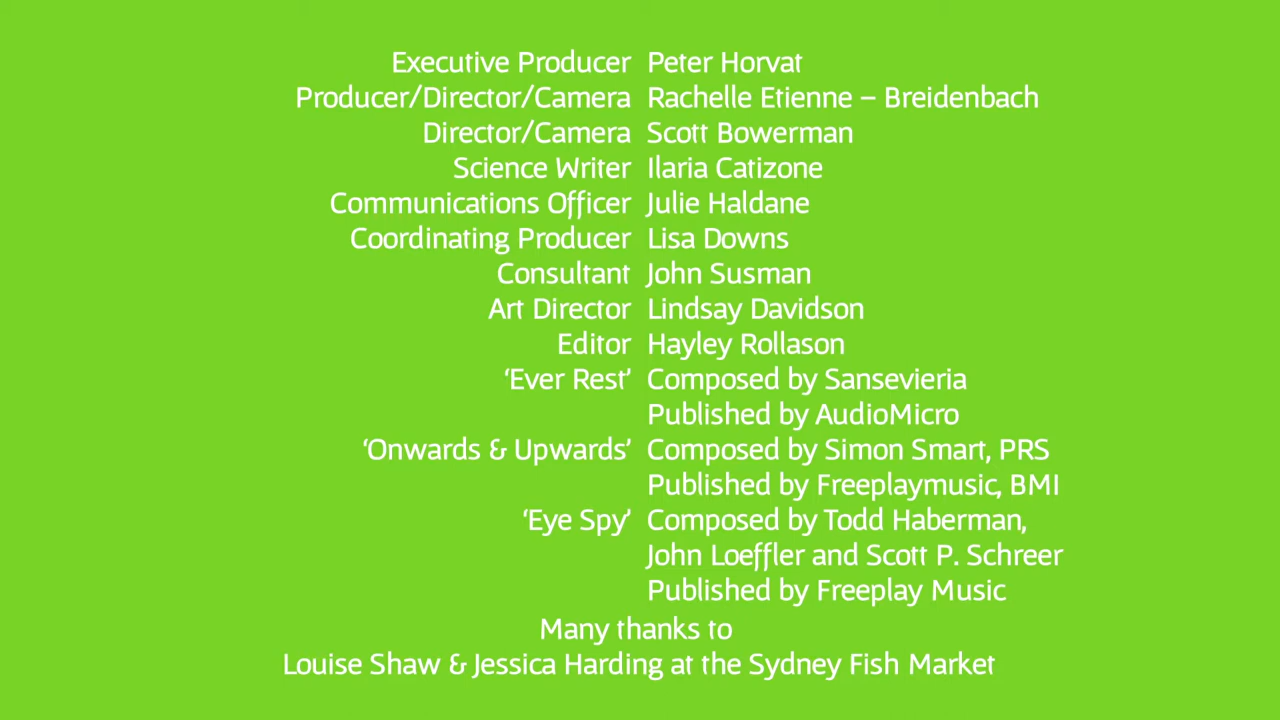 Executive Producer Peter Horvat
Producer/Director/Camera Rachelle Etienne – Breidenbach
Director/Camera Scott Bowerman
Science Writer Ilaria Catizone
Communications Officer Julie Haldane
Coordinating Producer Lisa Downs
Consultant John Susman
Art Director Lindsay Davidson
Editor Hayley Rollason
‘Ever Rest’ Composed by Sansevieria
Published by AudioMicro
‘Onwards & Upwards’ Composed by Simon Smart, PRS
Published by Freeplaymusic, BMI
‘Eye Spy’ Composed by Todd Haberman,
John Loeffler and Scott P. Schreer
Published by Freeplay Music
Many thanks to
Louise Shaw & Jessica Harding at the Sydney Fish Market